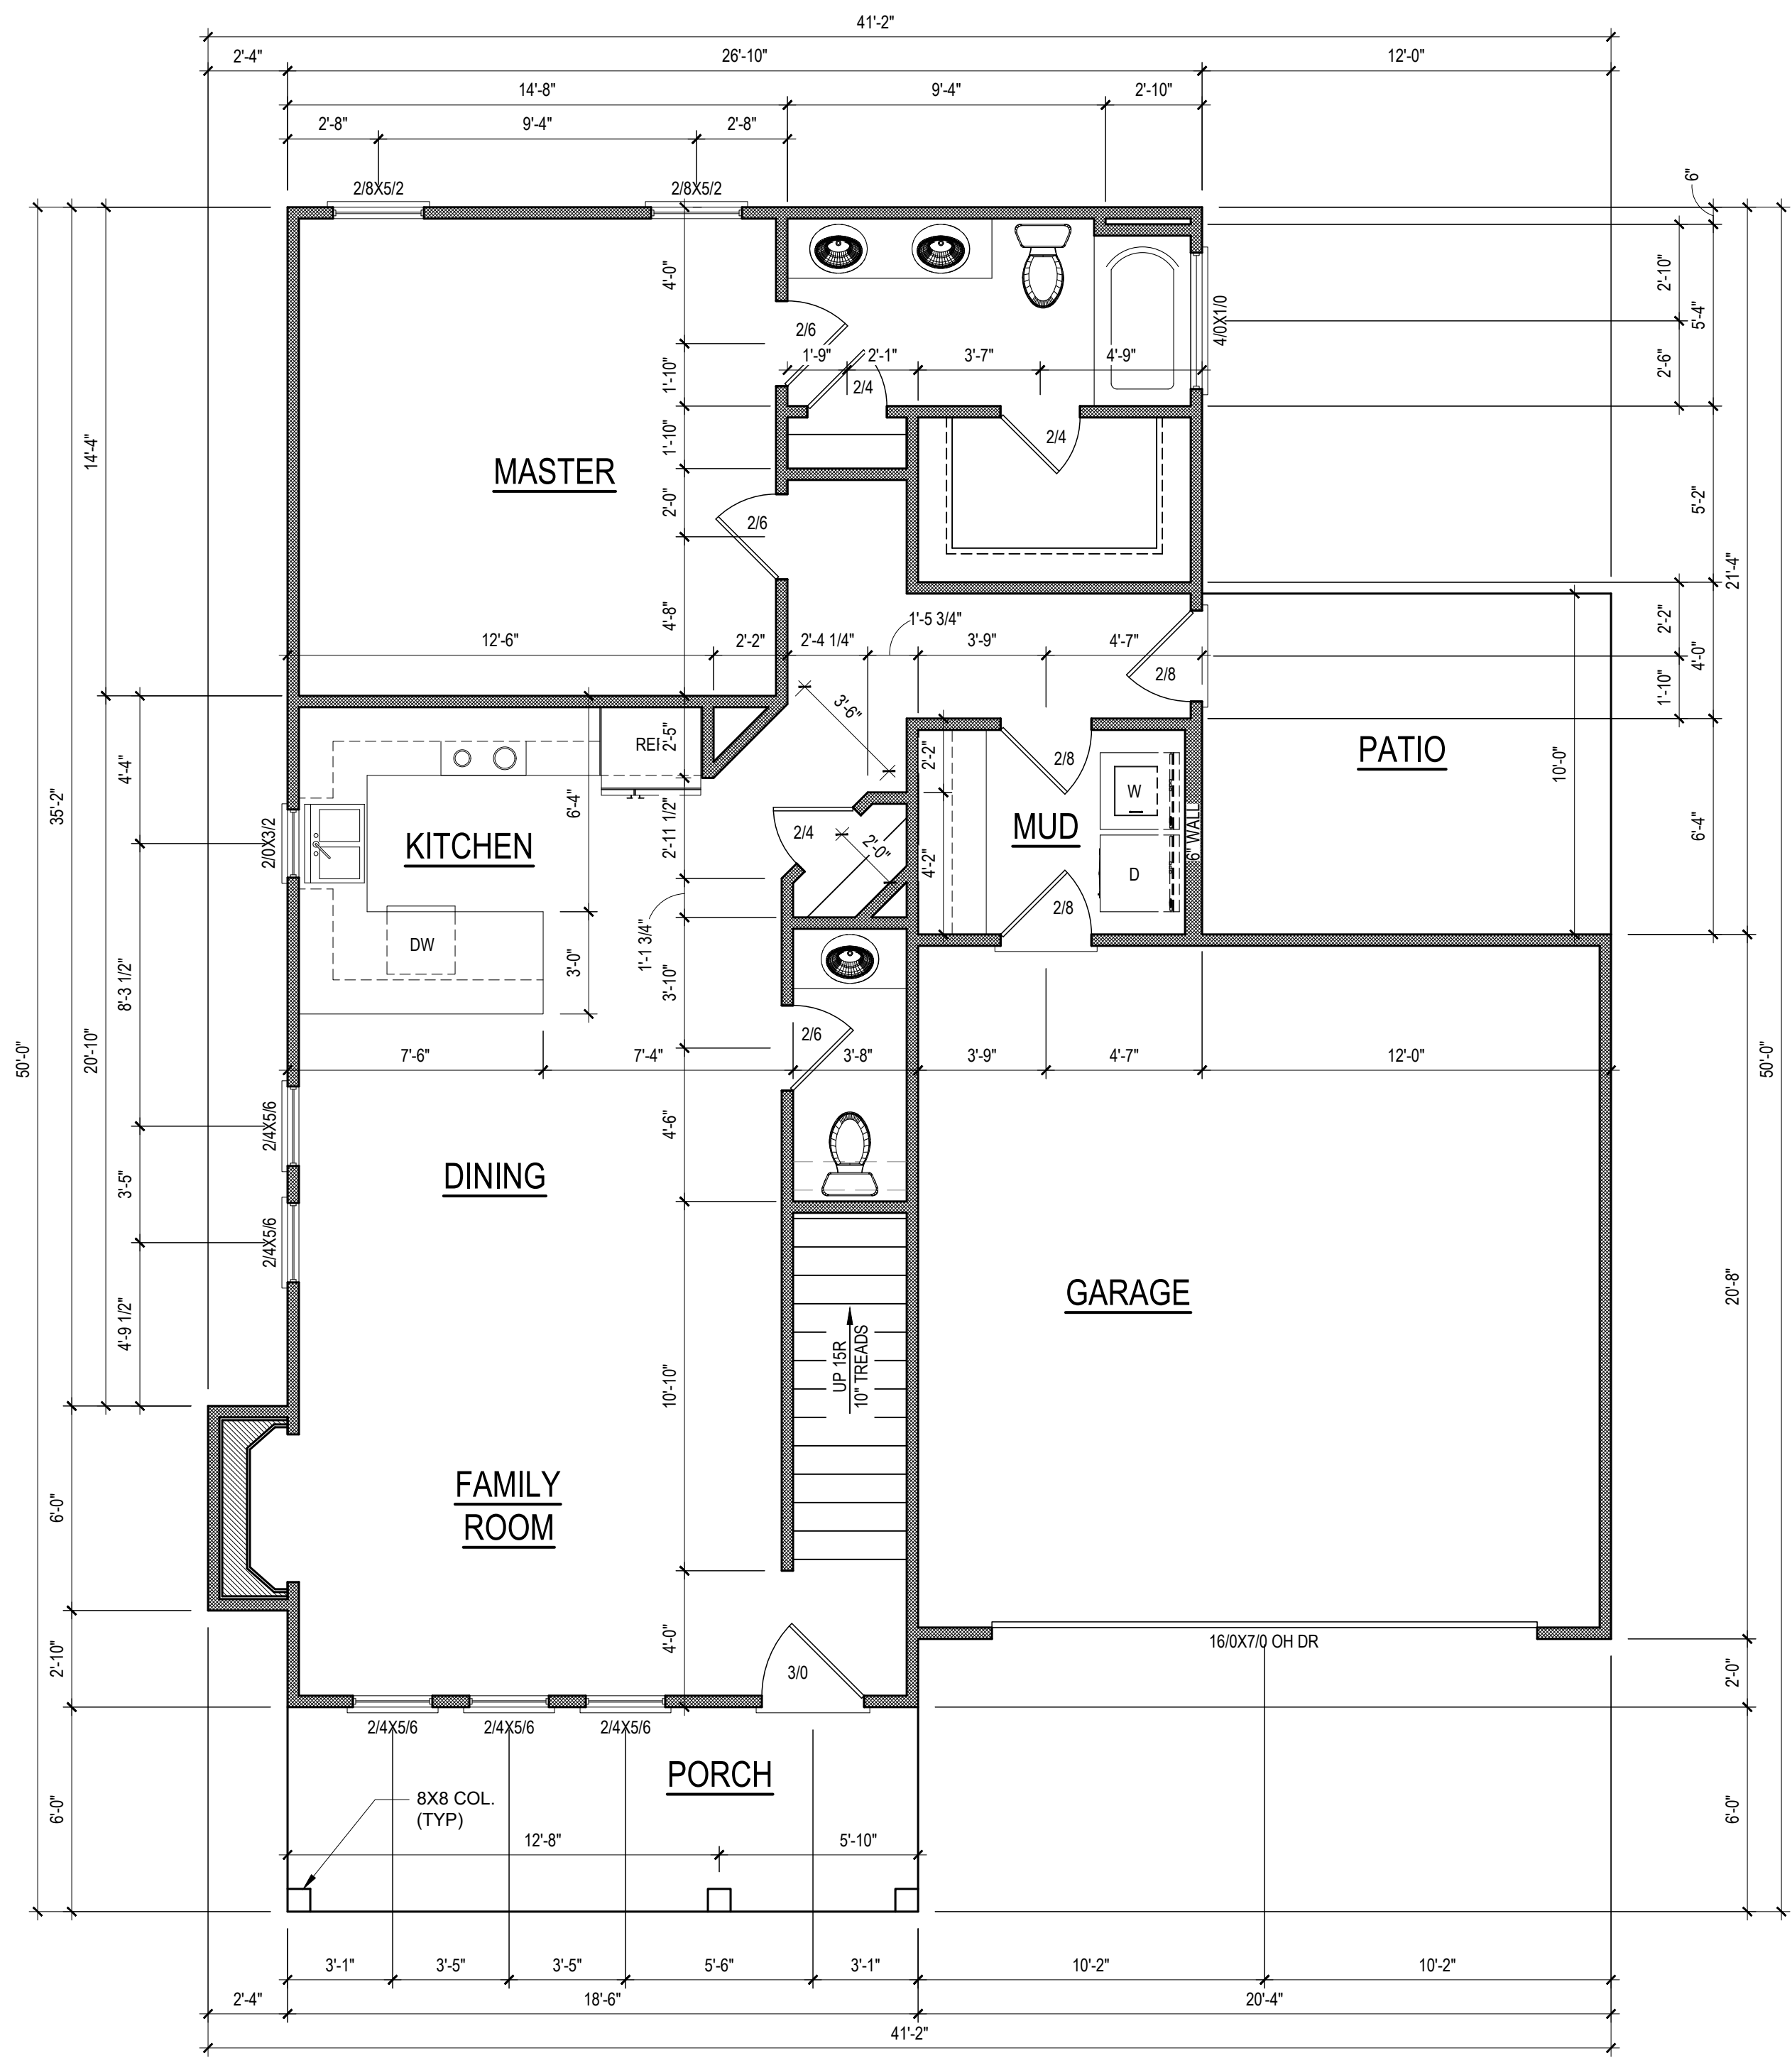 41'-2"
2'-4" 26'-10" 12'-0"
14'-8" 9'-4" 2'-10"
2'-8" 9'-4" 2'-8"
2/8X5/2 2/8X5/2
6"
4'-0"
2'-10"
5'-4"
4/0X1/0
2/6
1'-9" 2'-1" 3'-7" 4'-9"
2'-6"
1'-10"
2/4
14'-4"
1'-10"
2/4
MASTER
2'-0"
2/6
5'-2"
21'-4"
4'-8"
1'-5 3/4"
2'-2"
12'-6" 2'-2" 2'-4 1/4" 3'-9" 4'-7"
4'-0"
2/8
1'-10"
3'-6"
2'-5"
2'-2"
2/8
PATIO
10'-0"
4'-4"
35'-2"
6'-4"
W
2/0X3/2
KITCHEN
2'-11 1/2"
2/4
2'-0"
4'-2"
MUD
6" WALL
6'-4"
D
2/8
DW
3'-0"
1'-1 3/4"
3'-10"
8'-3 1/2"
20'-10"
50'-0"
2/6
7'-6" 7'-4" 3'-8" 3'-9" 4'-7" 12'-0"
50'-0"
2/4X5/6
4'-6"
3'-5"
DINING
2/4X5/6
GARAGE
20'-8"
4'-9 1/2"
10'-10"
UP 15R
10" TREADS
6'-0"
FAMILY
ROOM
2'-10"
4'-0"
3/0
16/0X7/0 OH DR
2'-0"
2/4X5/6 2/4X5/6 2/4X5/6
PORCH
8X8 COL.
(TYP)
6'-0"
6'-0"
12'-8" 5'-10"
3'-1" 3'-5" 3'-5" 5'-6" 3'-1" 10'-2" 10'-2"
2'-4" 18'-6" 20'-4"
41'-2"